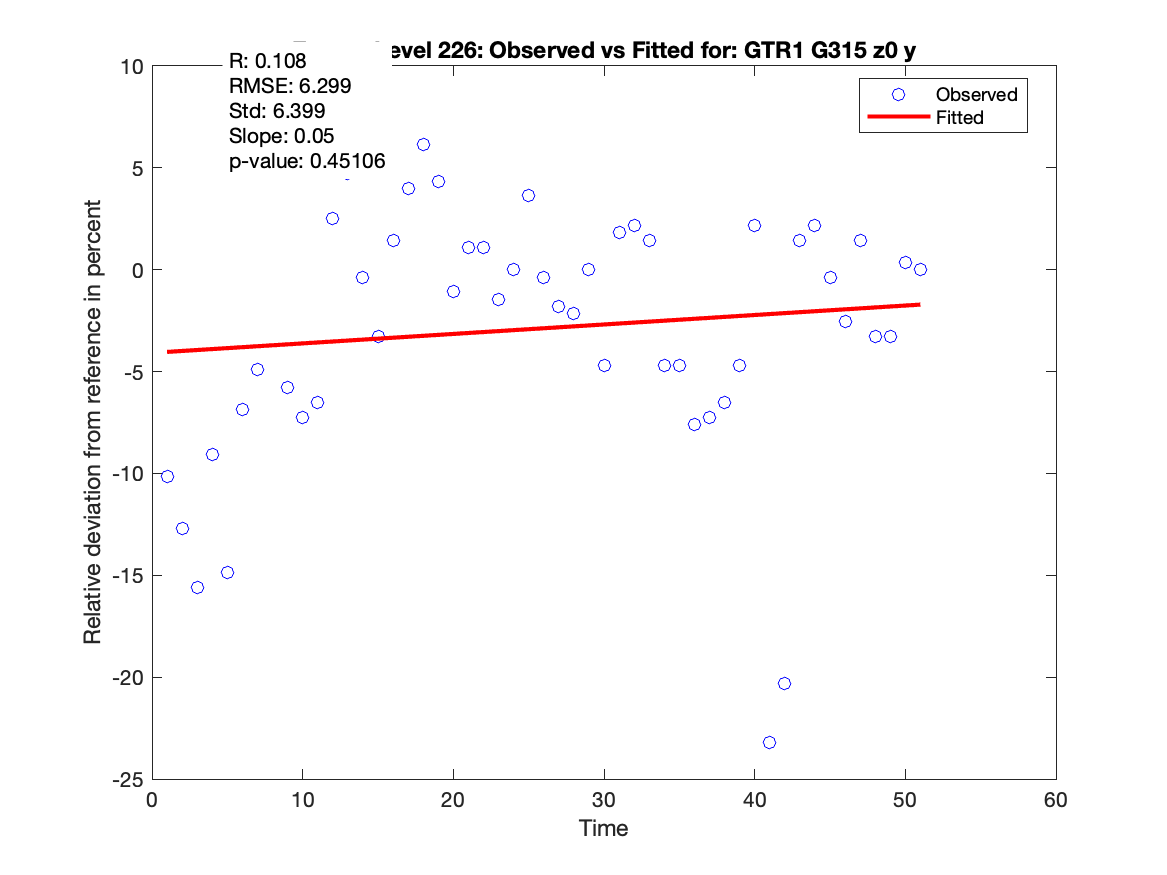 level 226: Observed vs Fitted for: GTR1 G315 z0 y
R: 0.108
RMSE: 6.299
Std: 6.399
Slope: 0.05
p-value: 0.45106
Observed
Fitted
Relative deviation from reference in percent
10
5
0
-5
-10
-15
-20
-25
0
10
20
30
40
50
60
Time